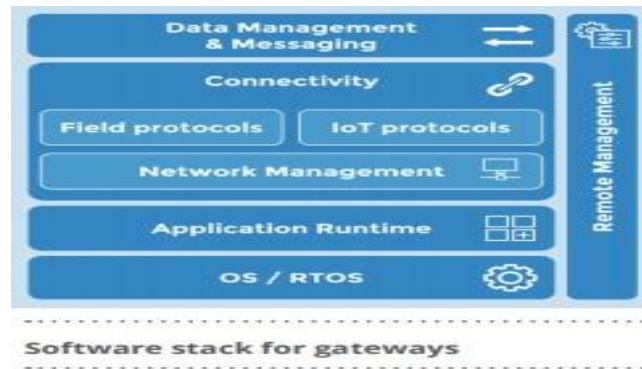 Data Management
& Messaging
Connectivity
Field protocols
IoT protocols
Network Management
Application Runtime
OS / RTOS
Remote Management
Software stack for gateways